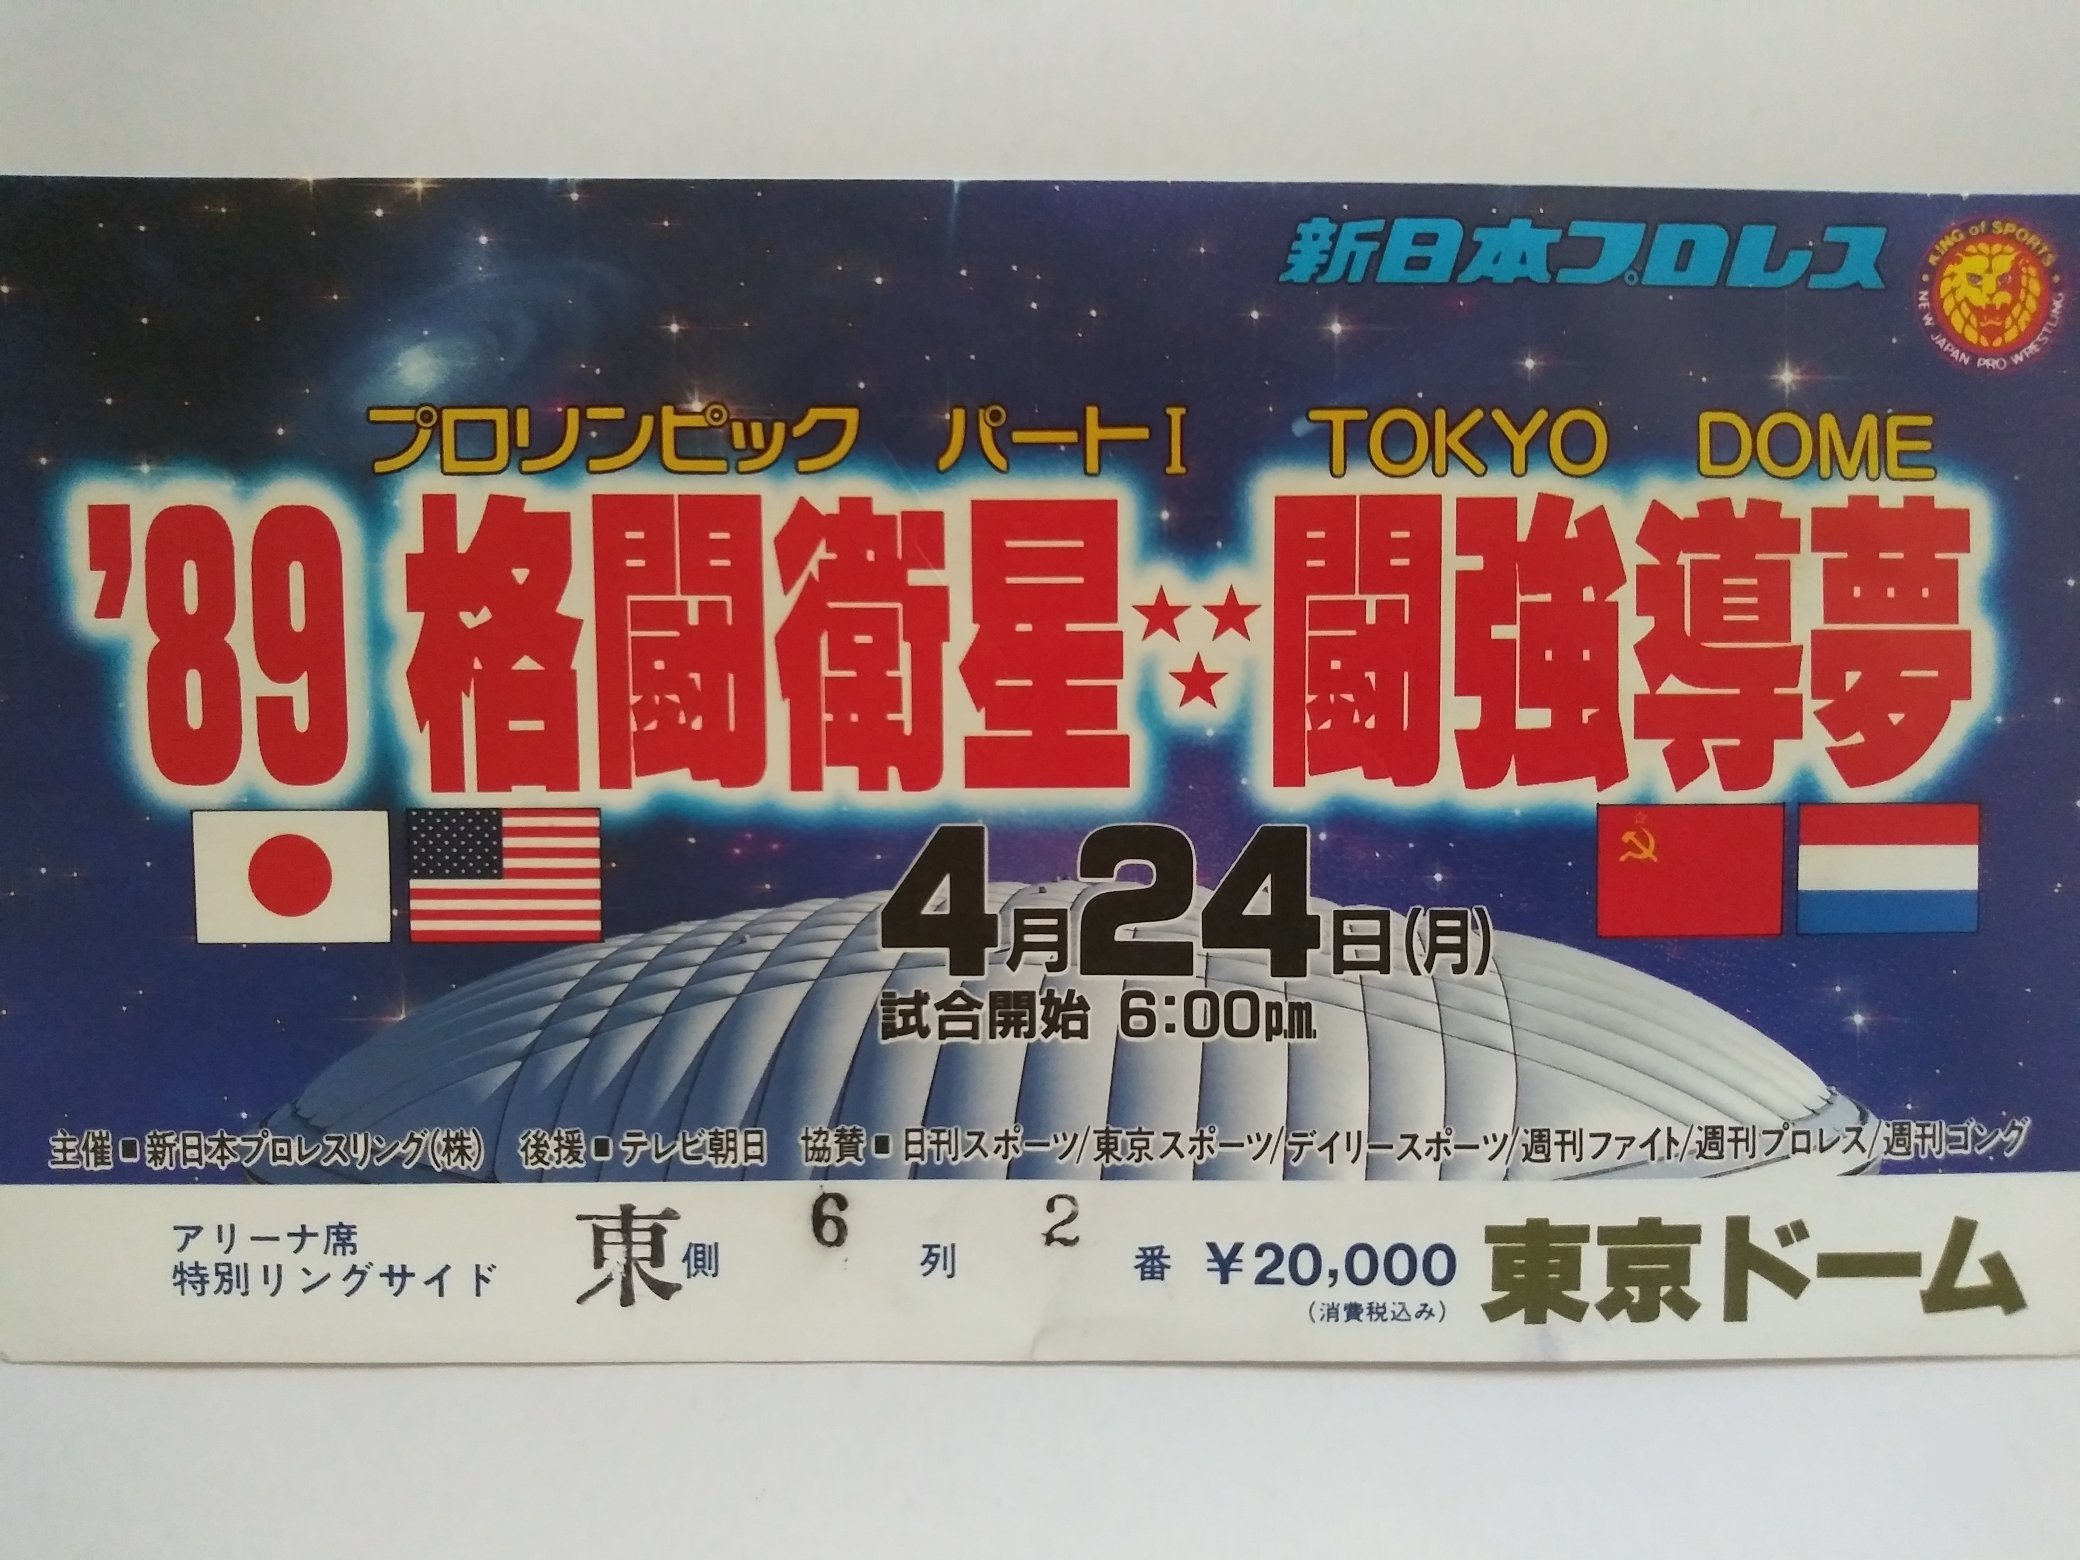 新日本プロレス
KING of SPORTS
NEW JAPAN PRO WRESTLING
プロリンピック パートI TOKYO DOME
'89 格闘衛星★★★闘強導夢
4月24日(月)
試合開始 6:00p.m.
主催■新日本プロレスリング(株) 後援■テレビ朝日 協賛■日刊スポーツ/東京スポーツ/デイリースポーツ/週刊ファイト/週刊プロレス/週刊ゴング
アリーナ席
特別リングサイド
東側 6列 2番 ¥20,000
(消費税込み)
東京ドーム